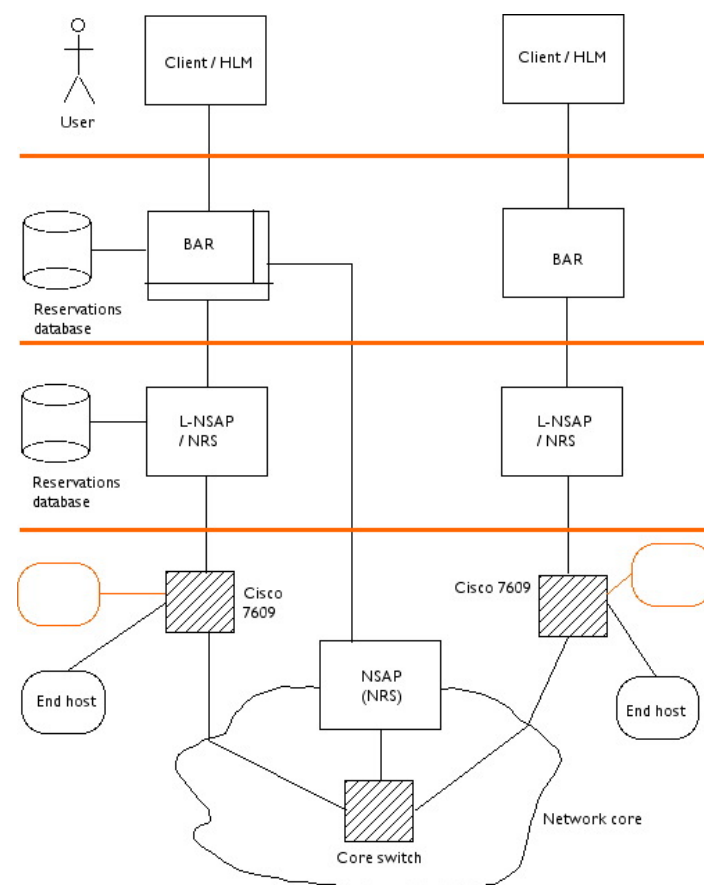 Client / HLM
Client / HLM
User
BAR
BAR
Reservations
database
L-NSAP
/ NRS
L-NSAP
/ NRS
Reservations
database
Cisco
7609
Cisco 7609
End host
NSAP
(NRS)
End host
Network core
Core switch